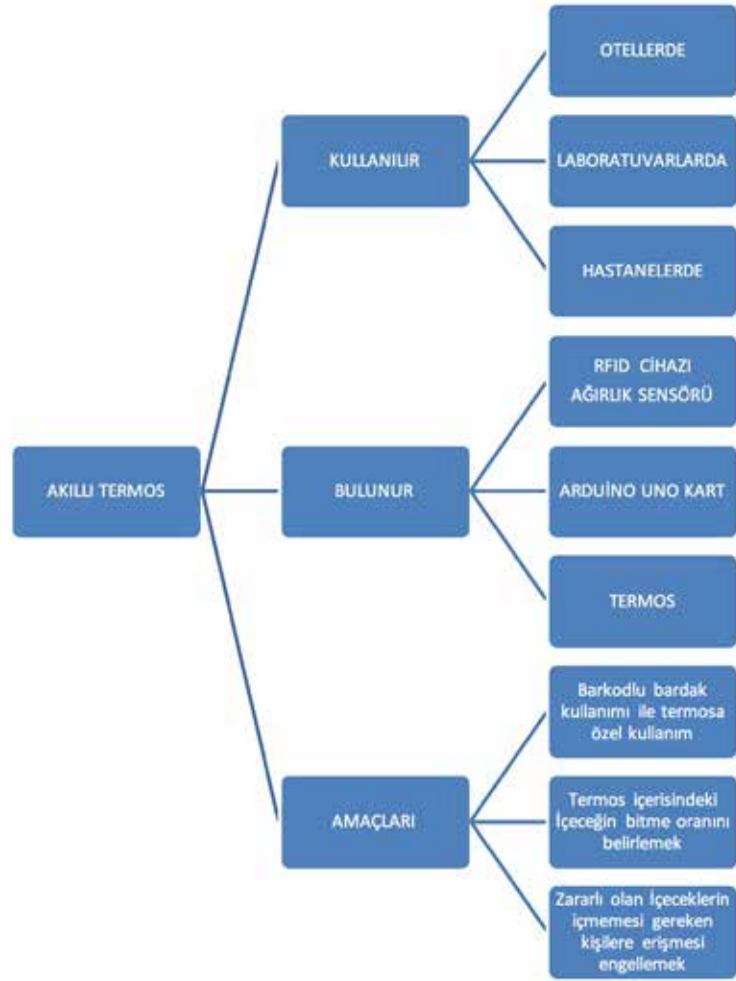 AKILLI TERMOS
KULLANILIR
OTELLERDE
LABORATUVARLARDA
HASTANELERDE
BULUNUR
RFID CİHAZI
AĞIRLIK SENSÖRÜ
ARDUİNO UNO KART
TERMOS
AMAÇLARI
Barkodlu bardak
kullanımı ile termosa
özel kullanım
Termos içerisindeki
İçeceğin bitme oranını
belirlemek
Zararlı olan İçeceklerin
içmemesi gereken
kişilere erişmesi
engellemek